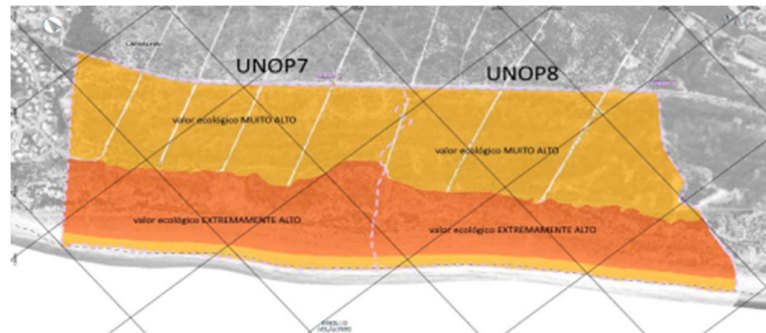 UNOP7
UNOP8
valor ecológico MUITO ALTO
valor ecológico MUITO ALTO
valor ecológico EXTREMAMENTE ALTO
valor ecológico EXTREMAMENTE ALTO